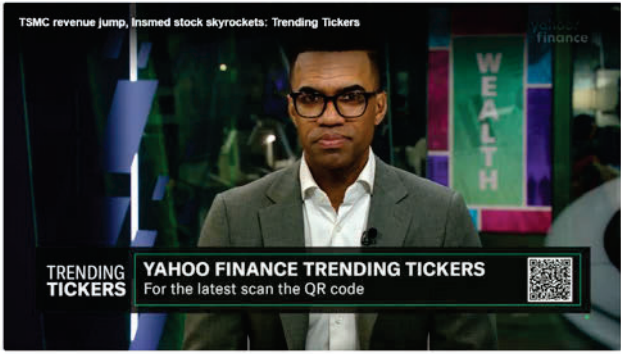 TSMC revenue jump, Insmed stock skyrockets: Trending Tickers
yahoo
finance
WEALTH
TRENDING
TICKERS
YAHOO FINANCE TRENDING TICKERS
For the latest scan the QR code